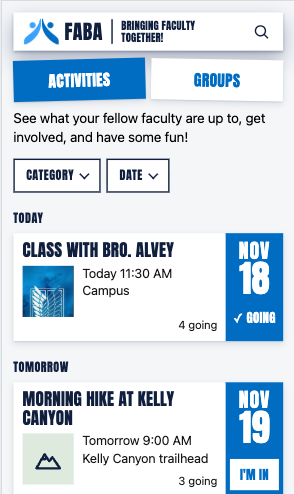 FABA
BRINGING FACULTY
TOGETHER!
ACTIVITIES
GROUPS
See what your fellow faculty are up to, get
involved, and have some fun!
CATEGORY
DATE
TODAY
CLASS WITH BRO. ALVEY
Today 11:30 AM
Campus
4 going
NOV
18
✓ GOING
TOMORROW
MORNING HIKE AT KELLY
CANYON
Tomorrow 9:00 AM
Kelly Canyon trailhead
3 going
NOV
19
I'M IN